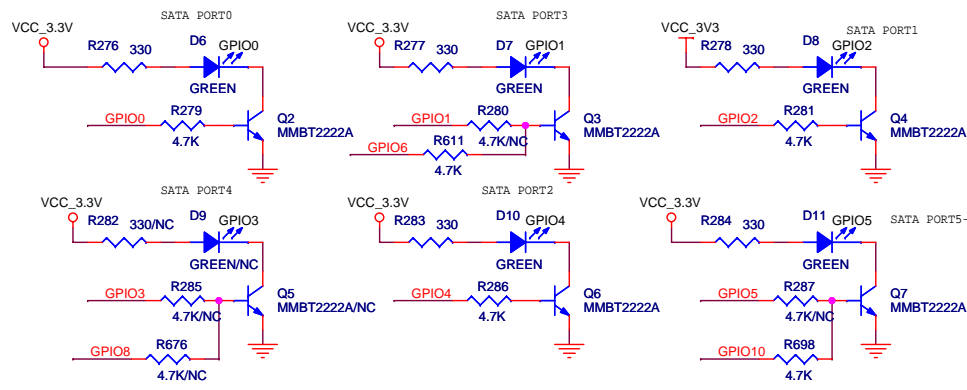 SATA PORT0
VCC_3.3V
R276
330
D6
GPIO0
GREEN
R279
GPIO0
4.7K
Q2
MMBT2222A
SATA PORT3
VCC_3.3V
R277
330
D7
GPIO1
GREEN
R280
GPIO1
4.7K/NC
Q3
MMBT2222A
R611
GPIO6
4.7K
SATA PORT1
VCC_3V3
R278
330
D8
GPIO2
GREEN
R281
GPIO2
4.7K
Q4
MMBT2222A
SATA PORT4
VCC_3.3V
R282
330/NC
D9
GPIO3
GREEN/NC
R285
GPIO3
4.7K/NC
Q5
MMBT2222A/NC
R676
GPIO8
4.7K/NC
SATA PORT2
VCC_3.3V
R283
330
D10
GPIO4
GREEN
R286
GPIO4
4.7K
Q6
MMBT2222A
VCC_3.3V
R284
330
D11
GPIO5
SATA PORT5-
GREEN
R287
GPIO5
4.7K/NC
Q7
MMBT2222A
R698
GPIO10
4.7K